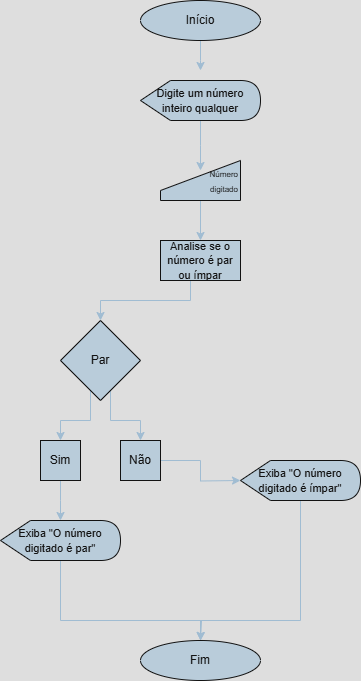 Início
Digite um número
inteiro qualquer
Número
digitado
Analise se o
número é par
ou ímpar
Par
Sim
Não
Exiba "O número
digitado é ímpar"
Exiba "O número
digitado é par"
Fim